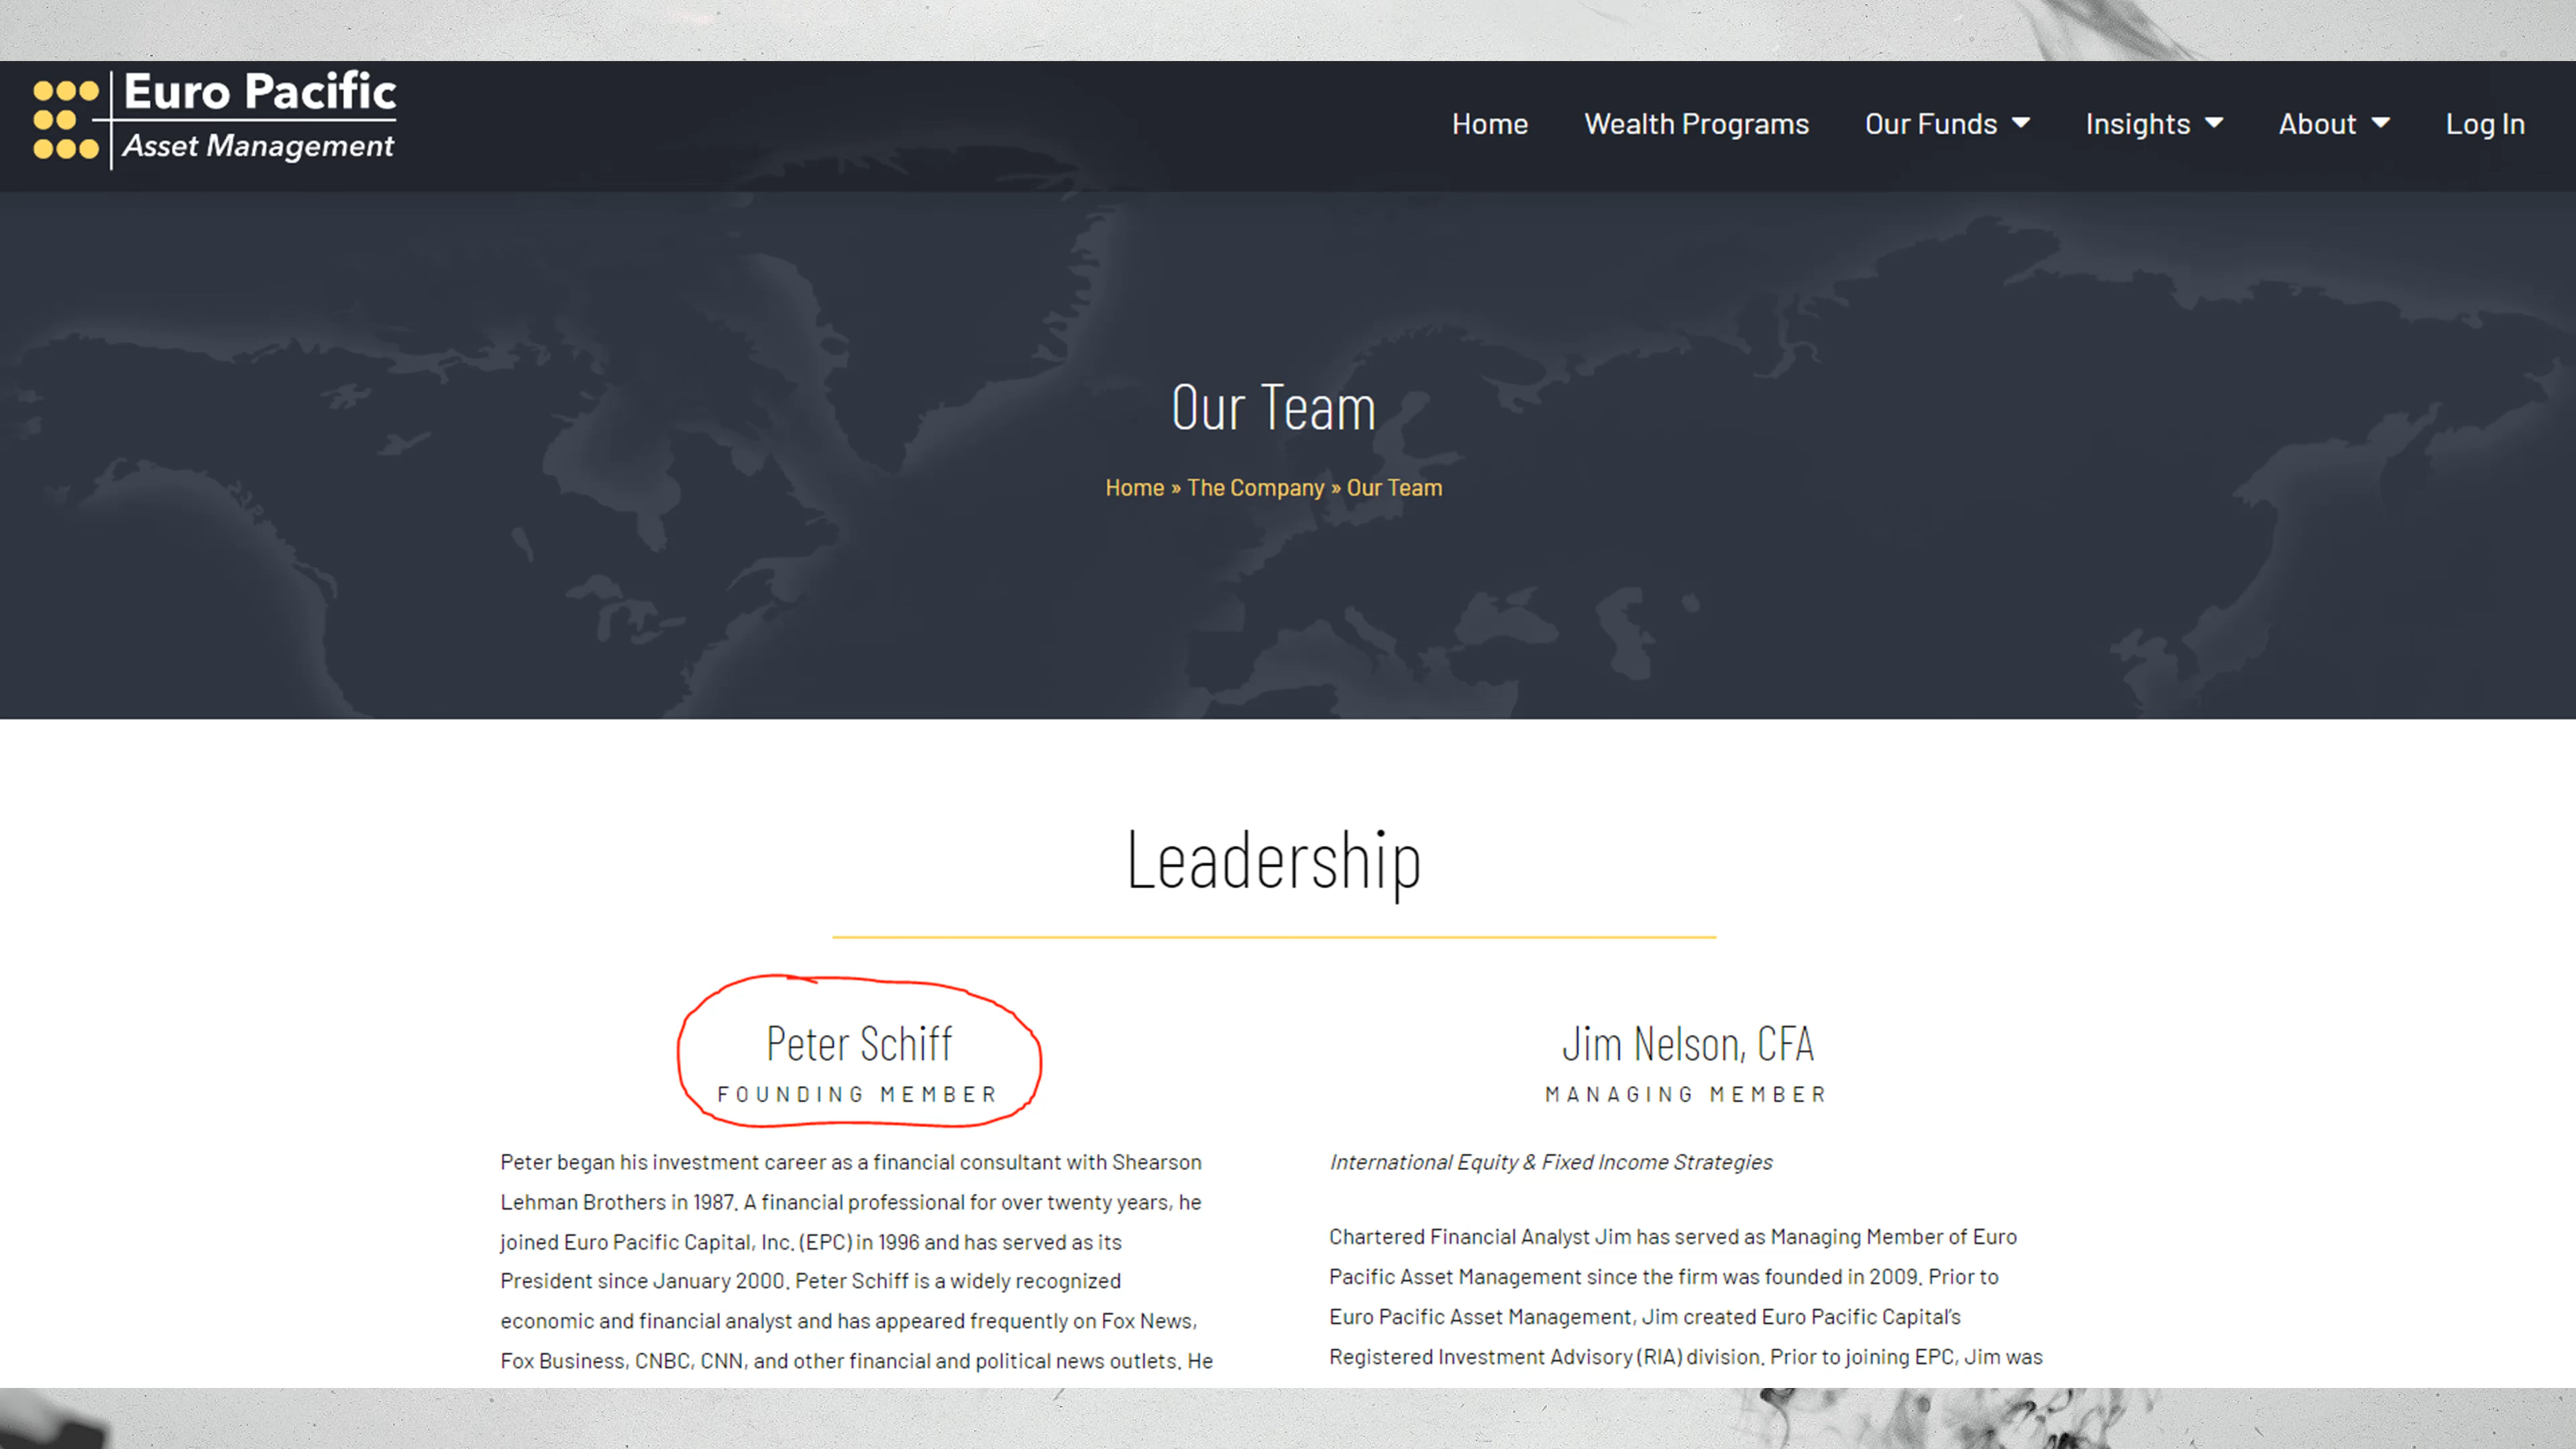 Euro Pacific
Asset Management
Home Wealth Programs Our Funds Insights About Log In
Our Team
Home » The Company » Our Team
Leadership
Peter Schiff
FOUNDING MEMBER
Peter began his investment career as a financial consultant with Shearson
Lehman Brothers in 1987. A financial professional for over twenty years, he
joined Euro Pacific Capital, Inc. (EPC) in 1996 and has served as its
President since January 2000. Peter Schiff is a widely recognized
economic and financial analyst and has appeared frequently on Fox News,
Fox Business, CNBC, CNN, and other financial and political news outlets. He
Jim Nelson, CFA
MANAGING MEMBER
International Equity & Fixed Income Strategies
Chartered Financial Analyst Jim has served as Managing Member of Euro
Pacific Asset Management since the firm was founded in 2009. Prior to
Euro Pacific Asset Management, Jim created Euro Pacific Capital's
Registered Investment Advisory (RIA) division. Prior to joining EPC, Jim was